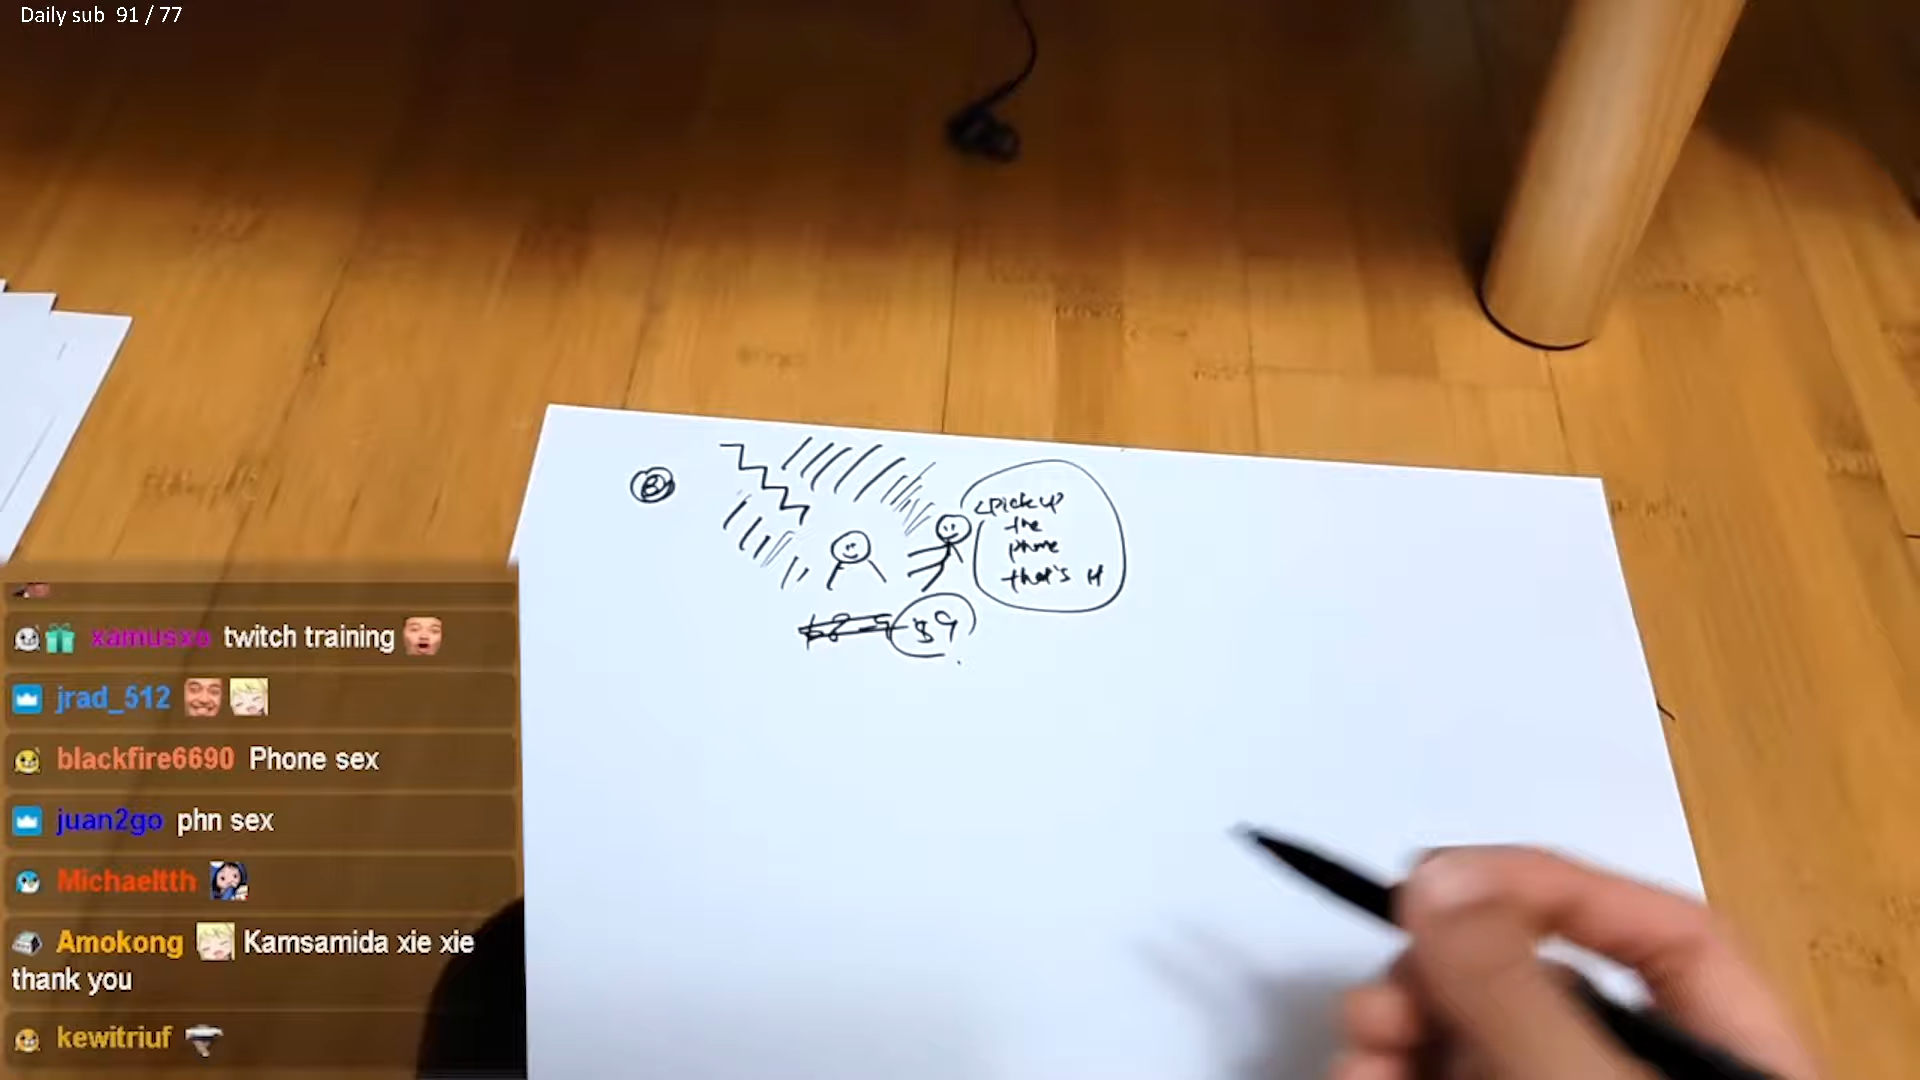 Daily sub 91 / 77
B
Pick up
the
phone
that's it
$9
xamusxo twitch training
jrad_512
blackfire6690 Phone sex
juan2go phn sex
Michaeltth
Amokong Kamsamida xie xie
thank you
kewitriuf